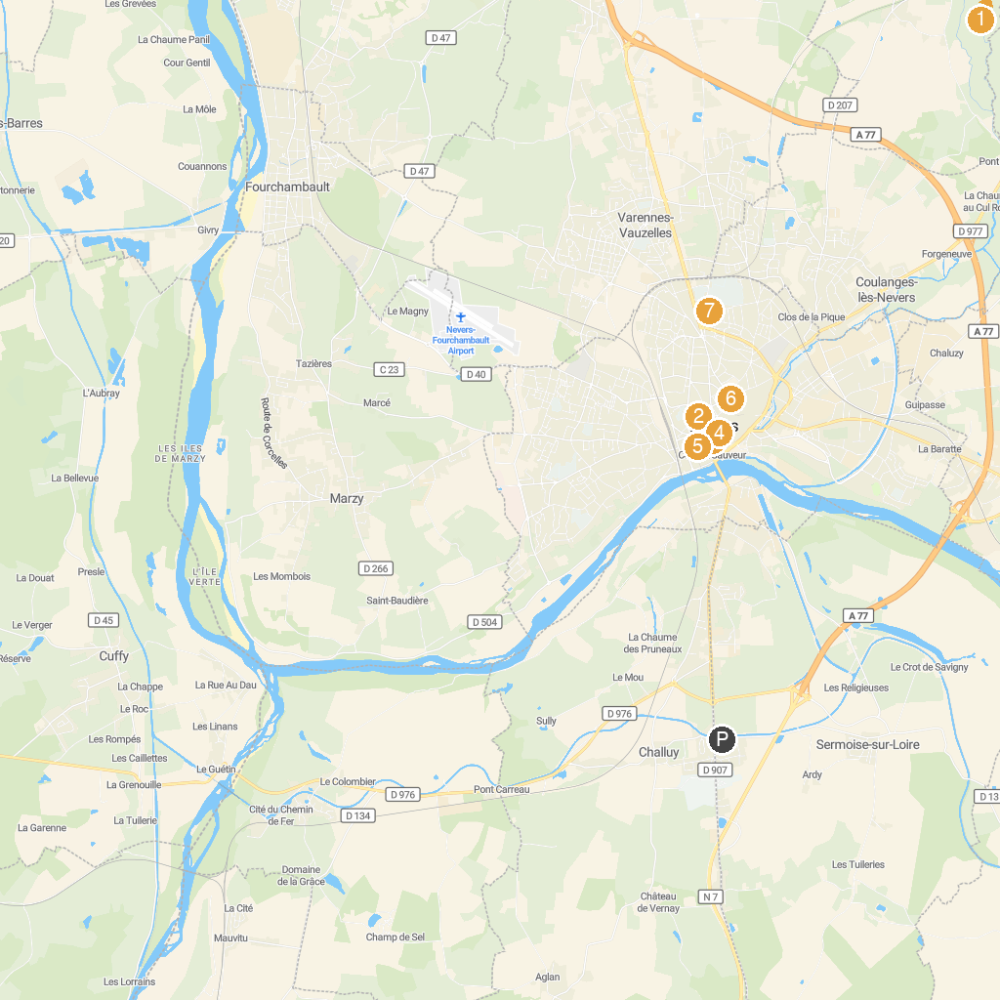 Les Grevées
La Chaume Panil
D 47
1
Cour Gentil
La Môle
D 207
s-Barres
A 77
Pont
Couannons
D 47
tonnerie
Fourchambault
La Chau
au Cul Ro
Varennes-
Vauzelles
Givry
D 977
20
Forgeneuve
Coulanges-
lès-Nevers
Le Magny
7
Clos de la Pique
Nevers-
Fourchambault
Airport
A 77
Chaluzy
Tazières
C 23
D 40
L'Aubray
Marcé
6
Guipasse
Route de Corcelles
2
4
s
5
LES ILES
DE MARZY
La Baratte
La Bellevue
Marzy
L'ÎLE
VERTE
Presle
D 266
La Douat
Les Mombois
Saint-Baudière
Le Verger
D 45
D 504
A 77
La Chaume
des Pruneaux
Réserve
Cuffy
Le Crot de Savigny
La Chappe
La Rue Au Dau
Le Mou
Les Religieuses
Le Roc
D 976
Sully
Les Linans
Les Rompés
P
Challuy
Sermoise-sur-Loire
Les Caillettes
Le Guétin
D 907
Ardy
La Grenouille
Le Colombier
D 976
Pont Carreau
D 13
Cité du Chemin
de Fer
D 134
La Tuilerie
La Garenne
Domaine
de la Grâce
Les Tuileries
Château
de Vernay
N 7
La Cité
Mauvitu
Champ de Sel
Les Lorrains
Aglan